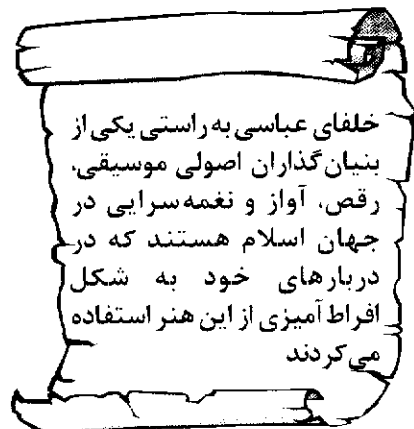 خلفای عباسی به راستی یکی از
بنیان گذاران اصولی موسیقی،
رقص، آواز و نغمه سرایی در
جهان اسلام هستند که در
دربارهای خود به شکل
افراط آمیزی از این هنر استفاده
می کردند